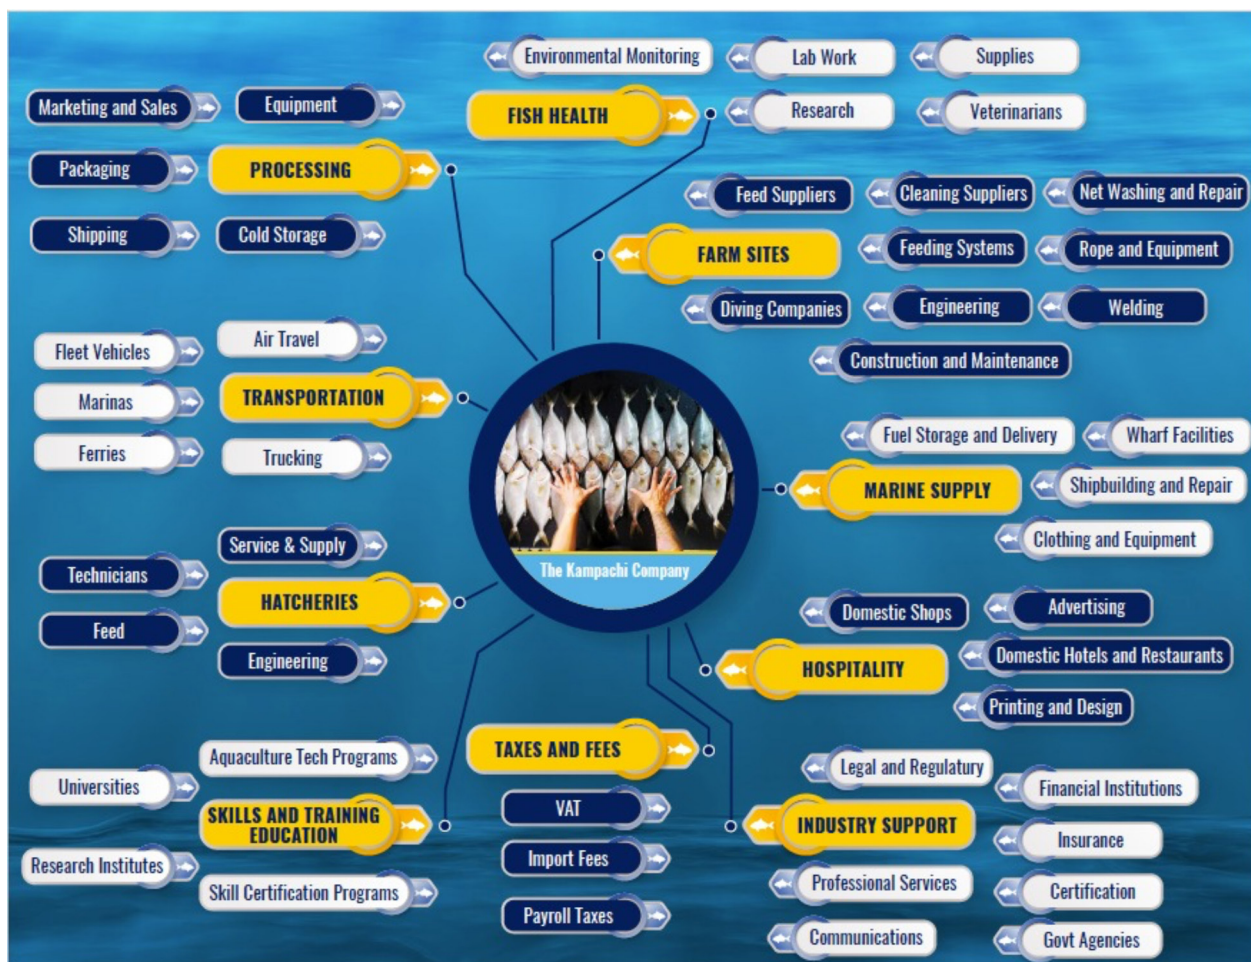 Environmental Monitoring
Lab Work
Supplies
FISH HEALTH
Research
Veterinarians
Marketing and Sales
Equipment
Packaging
PROCESSING
Shipping
Cold Storage
Feed Suppliers
Cleaning Suppliers
Net Washing and Repair
FARM SITES
Feeding Systems
Rope and Equipment
Diving Companies
Engineering
Welding
Construction and Maintenance
Fleet Vehicles
Air Travel
Marinas
TRANSPORTATION
Ferries
Trucking
Fuel Storage and Delivery
Wharf Facilities
MARINE SUPPLY
Shipbuilding and Repair
Clothing and Equipment
The Kampachi Company
Service & Supply
Technicians
HATCHERIES
Feed
Engineering
Domestic Shops
Advertising
HOSPITALITY
Domestic Hotels and Restaurants
Printing and Design
Aquaculture Tech Programs
Universities
SKILLS AND TRAINING
EDUCATION
Research Institutes
Skill Certification Programs
TAXES AND FEES
VAT
Import Fees
Payroll Taxes
Legal and Regulatury
Financial Institutions
INDUSTRY SUPPORT
Insurance
Professional Services
Certification
Communications
Govt Agencies